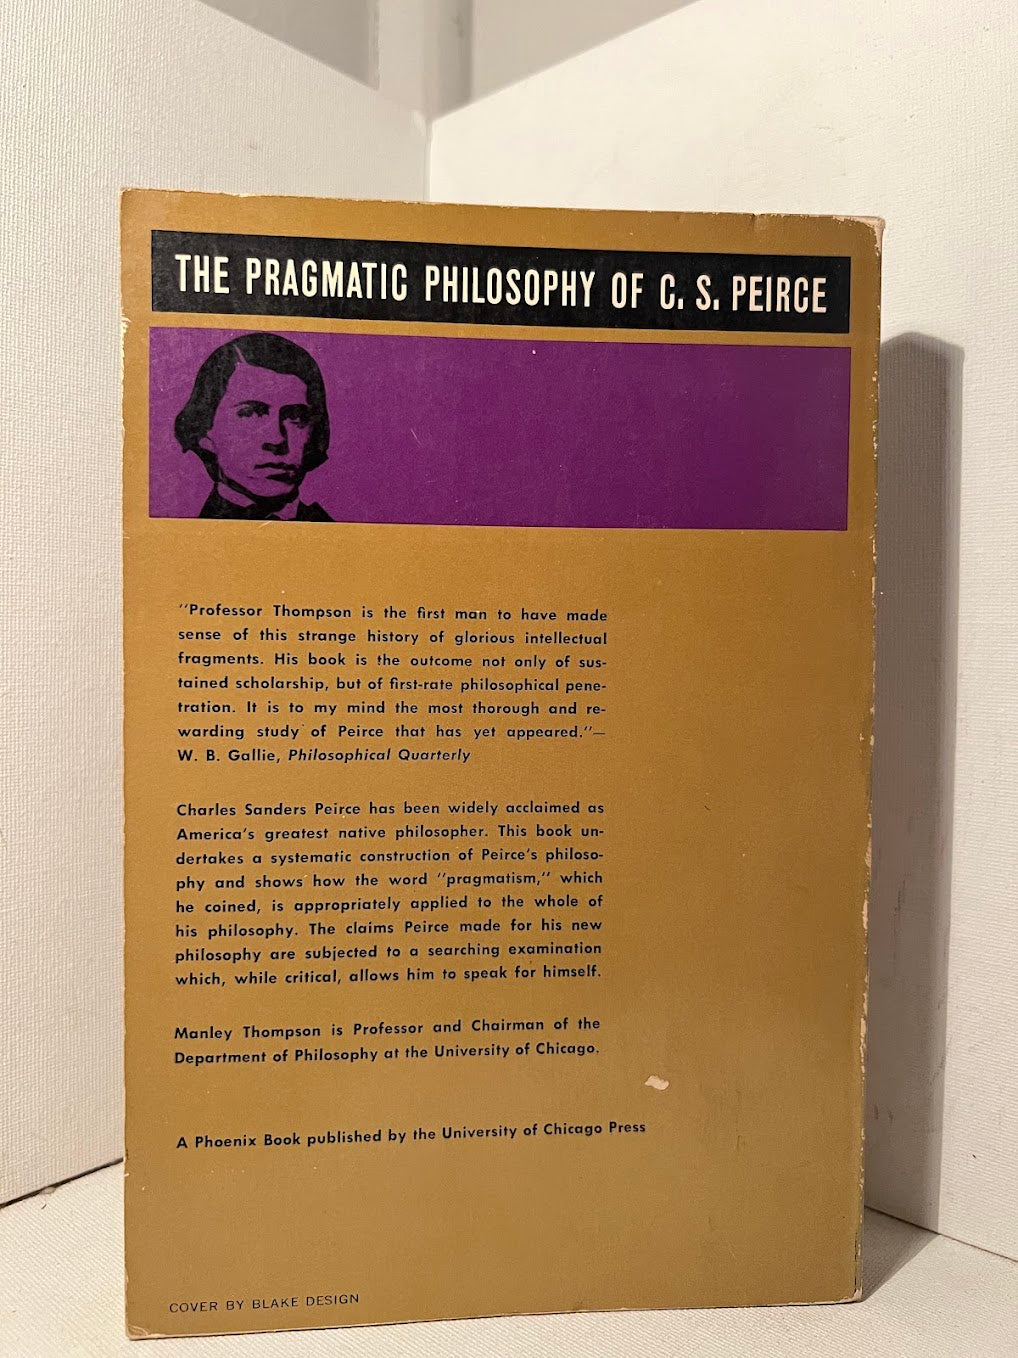 THE PRAGMATIC PHILOSOPHY OF C. S. PEIRCE
"Professor Thompson is the first man to have made
sense of this strange history of glorious intellectual
fragments. His book is the outcome not only of sus-
tained scholarship, but of first-rate philosophical pene-
tration. It is to my mind the most thorough and re-
warding study of Peirce that has yet appeared."—
W. B. Gallie, Philosophical Quarterly
Charles Sanders Peirce has been widely acclaimed as
America's greatest native philosopher. This book un-
dertakes a systematic construction of Peirce's philoso-
phy and shows how the word "pragmatism," which
he coined, is appropriately applied to the whole of
his philosophy. The claims Peirce made for his new
philosophy are subjected to a searching examination
which, while critical, allows him to speak for himself.
Manley Thompson is Professor and Chairman of the
Department of Philosophy at the University of Chicago.
A Phoenix Book published by the University of Chicago Press
COVER BY BLAKE DESIGN